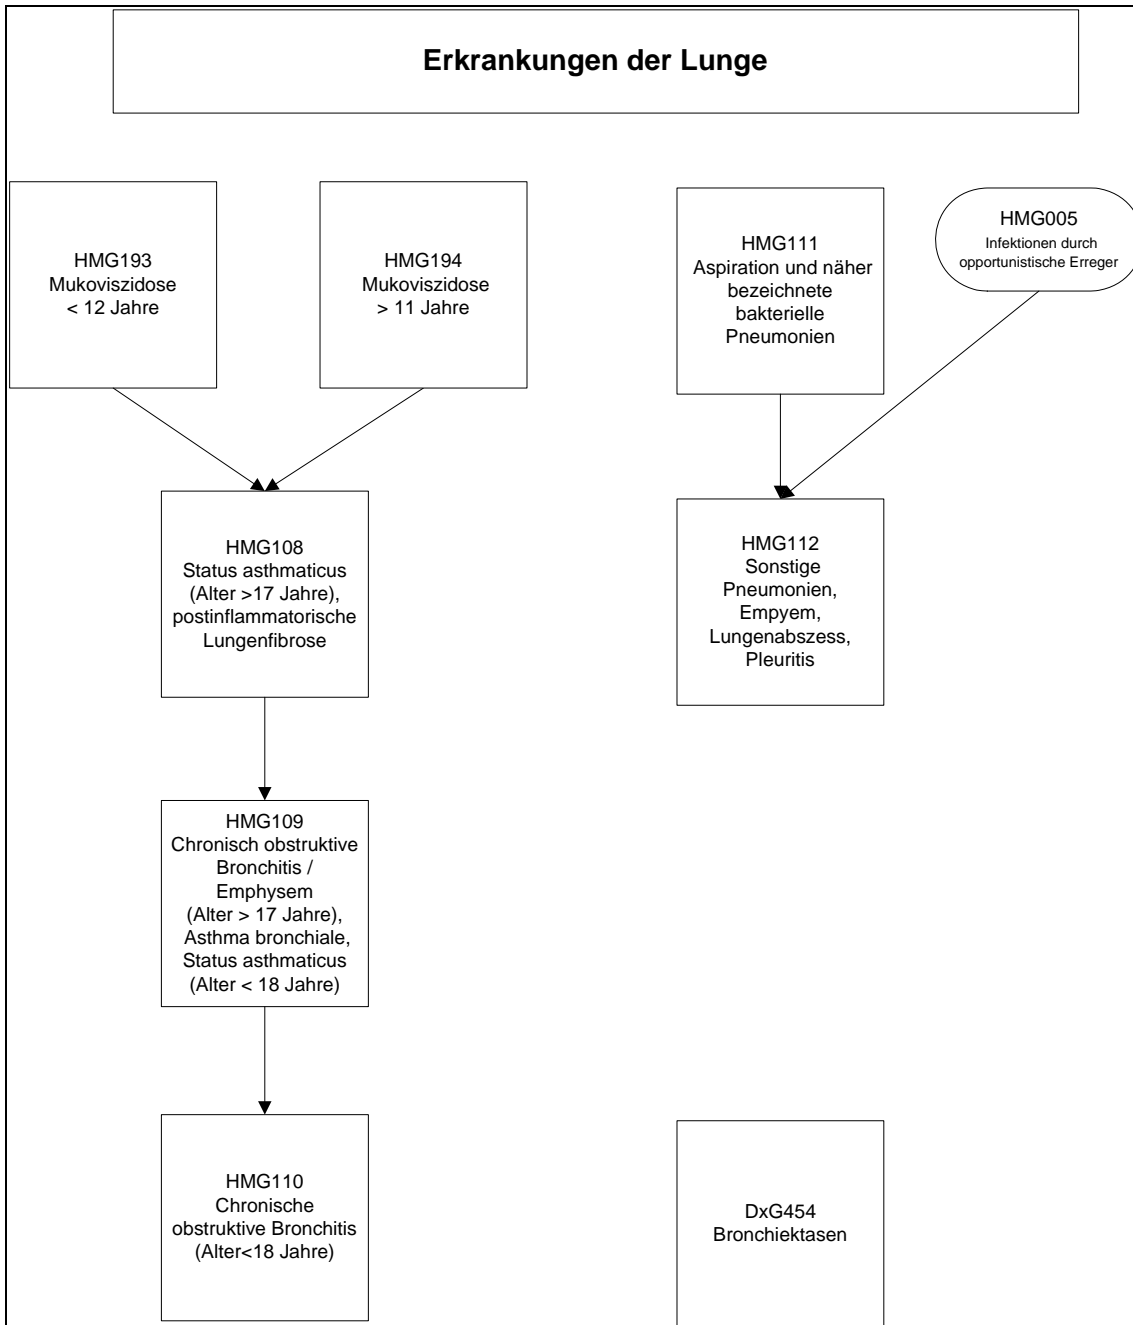 Erkrankungen der Lunge
HMG193
Mukoviszidose
< 12 Jahre
HMG194
Mukoviszidose
> 11 Jahre
HMG111
Aspiration und näher
bezeichnete
bakterielle
Pneumonien
HMG005
Infektionen durch
opportunistische Erreger
HMG108
Status asthmaticus
(Alter >17 Jahre),
postinflammatorische
Lungenfibrose
HMG112
Sonstige
Pneumonien,
Empyem,
Lungenabszess,
Pleuritis
HMG109
Chronisch obstruktive
Bronchitis /
Emphysem
(Alter > 17 Jahre),
Asthma bronchiale,
Status asthmaticus
(Alter < 18 Jahre)
HMG110
Chronische
obstruktive Bronchitis
(Alter<18 Jahre)
DxG454
Bronchiektasen